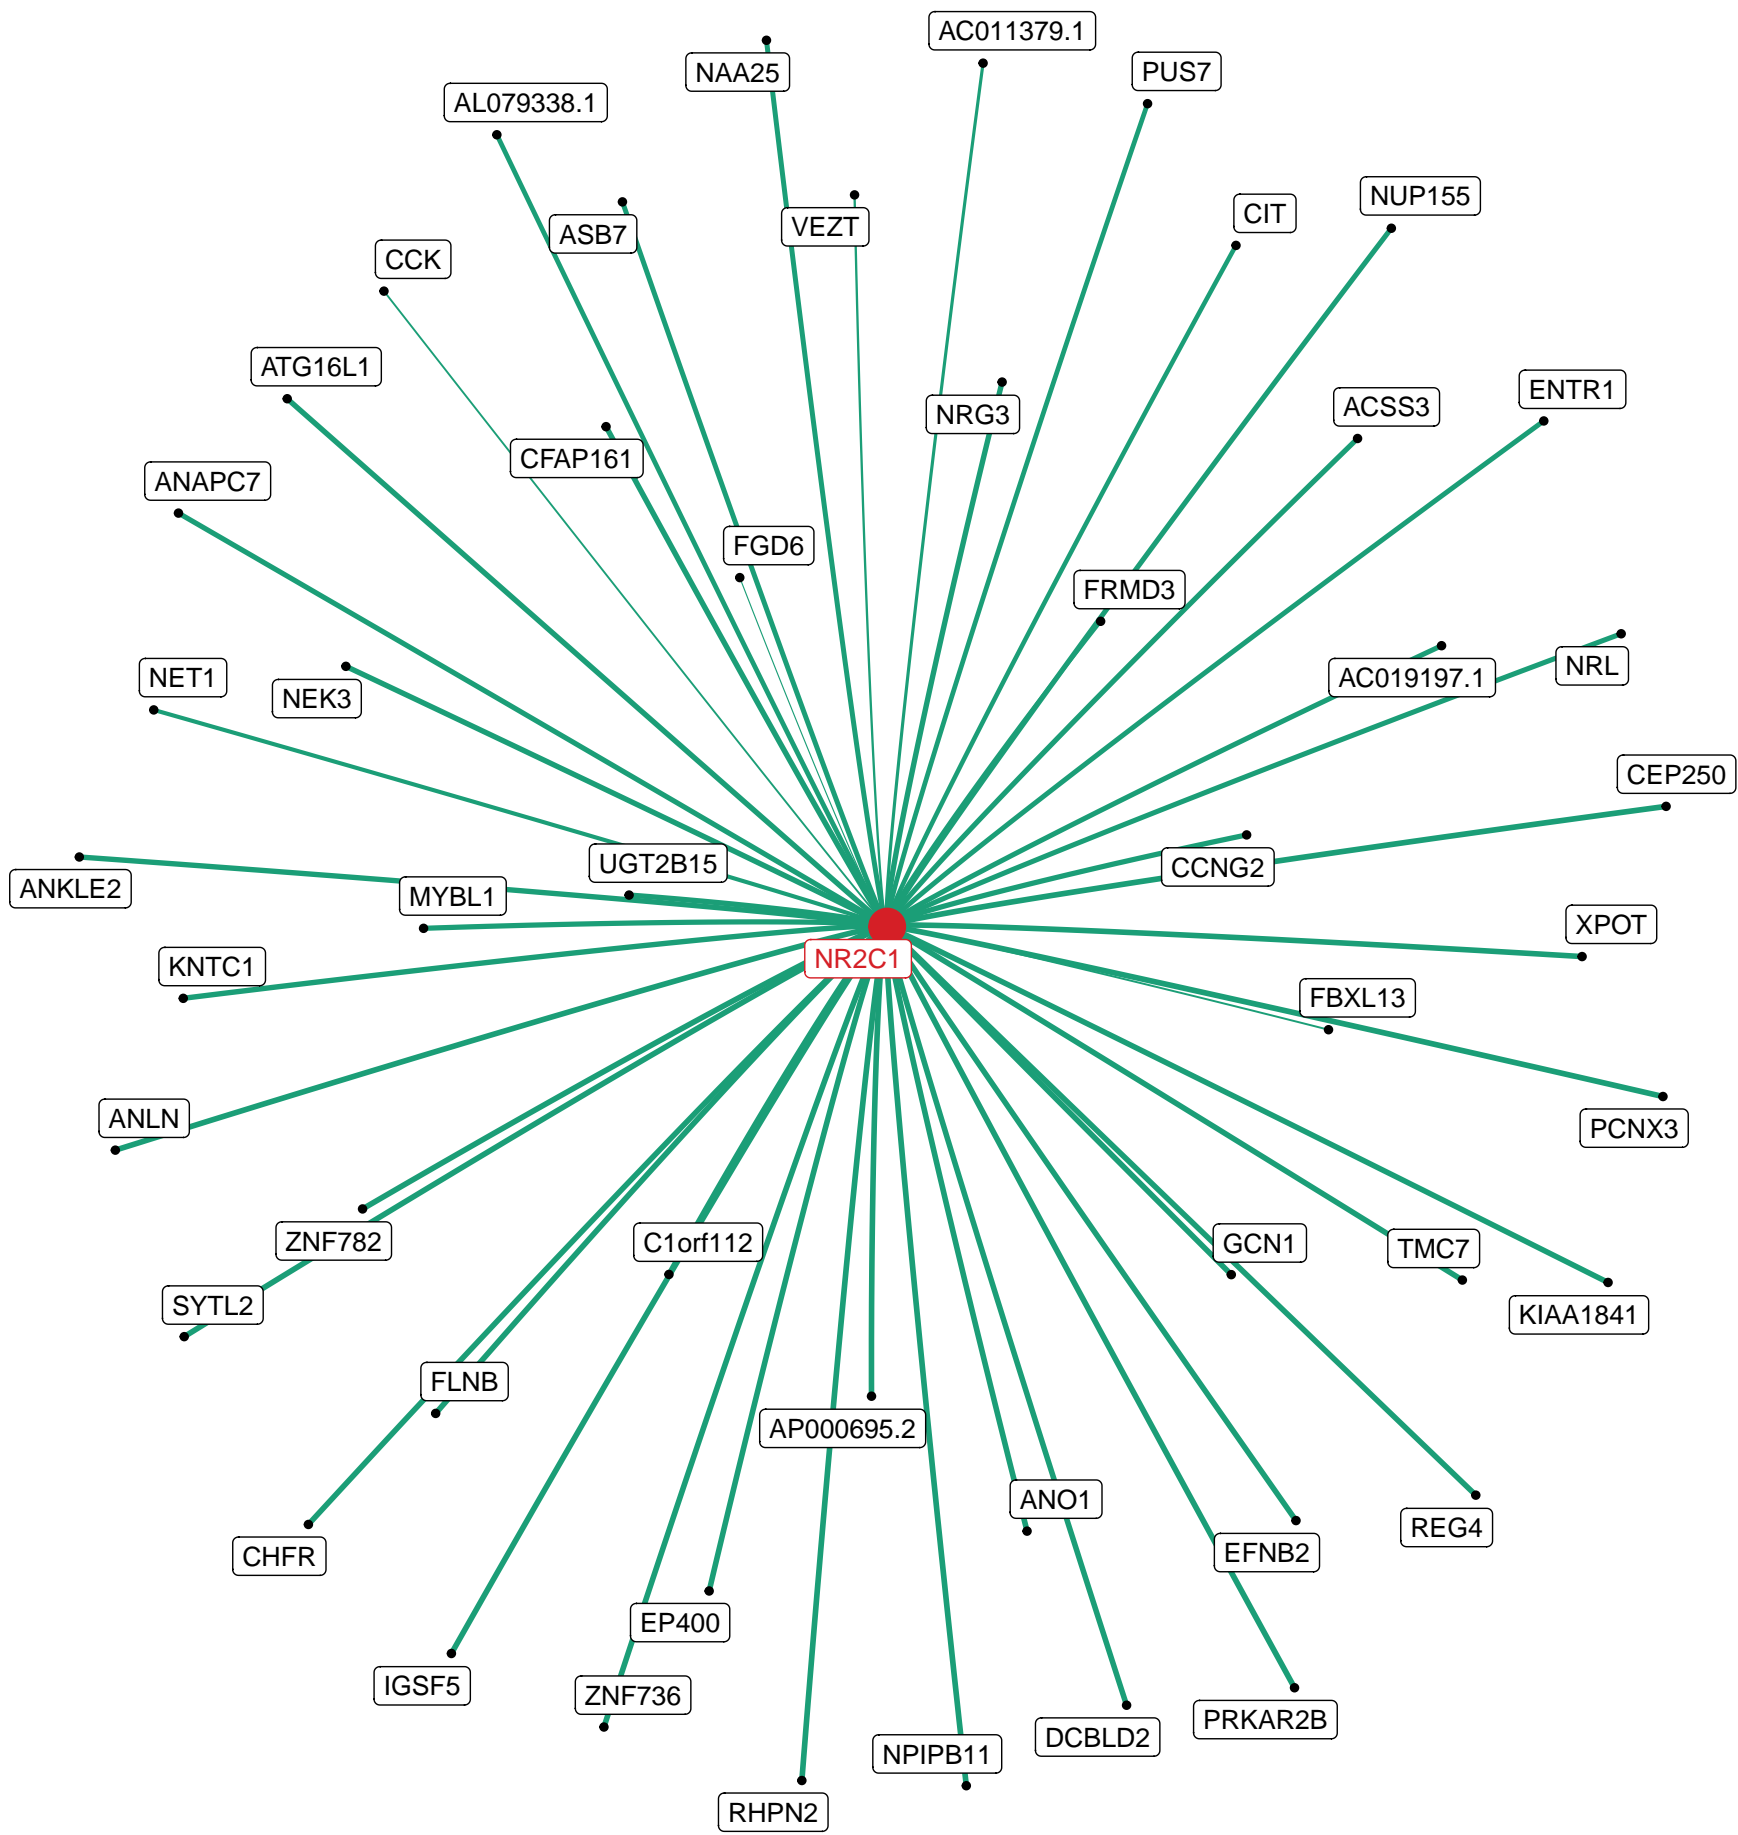 AC011379.1
NAA25
PUS7
AL079338.1
NUP155
CIT
VEZT
ASB7
CCK
ATG16L1
ENTR1
ACSS3
NRG3
CFAP161
ANAPC7
FGD6
FRMD3
NRL
AC019197.1
NET1
NEK3
CEP250
UGT2B15
CCNG2
ANKLE2
MYBL1
XPOT
NR2C1
KNTC1
FBXL13
ANLN
PCNX3
ZNF782
C1orf112
GCN1
TMC7
SYTL2
KIAA1841
FLNB
AP000695.2
ANO1
REG4
EFNB2
CHFR
EP400
IGSF5
ZNF736
PRKAR2B
DCBLD2
NPIPB11
RHPN2